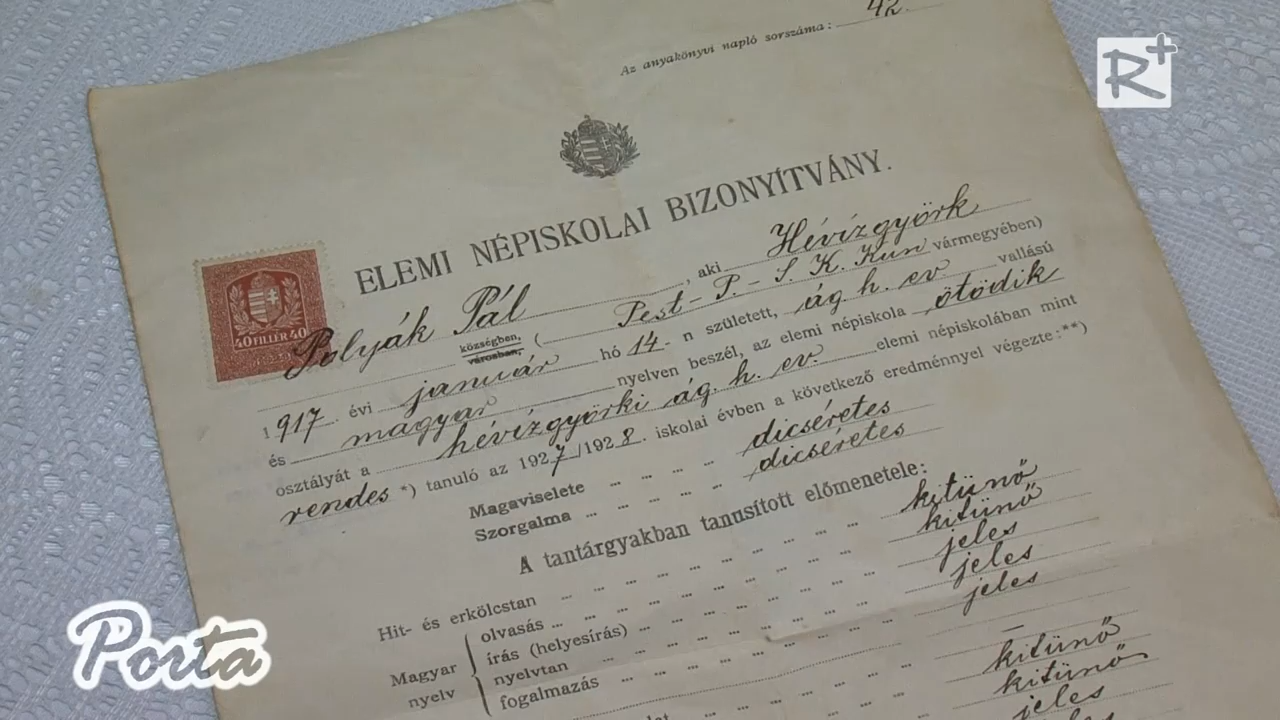 R+
Az anyakönyvi napló sorszáma: 42.
ELEMI NÉPISKOLAI BIZONYÍTVÁNY.
40 FILLÉR 40
Polyák Pál, aki Hévízgyörk
községben, városban, (Pest-P.-S. K. Kun vármegyében)
1917. évi január hó 14-n született, ág. h. ev vallású
és magyar nyelven beszél, az elemi népiskola ötödik
osztályát a hévízgyörki ág. h. ev. elemi népiskolában mint
rendes *) tanuló az 1927/1928. iskolai évben a következő eredménnyel végezte:**)
Magaviselete ... dicséretes
Szorgalma ... dicséretes
A tantárgyakban tanusított előmenetele:
Hit- és erkölcstan ... kitünő
Magyar nyelv
olvasás ... kitünő
írás (helyesírás) ... jeles
nyelvtan ... jeles
fogalmazás ... jeles
–
kitünő
kitünő
jeles
jeles
Porta